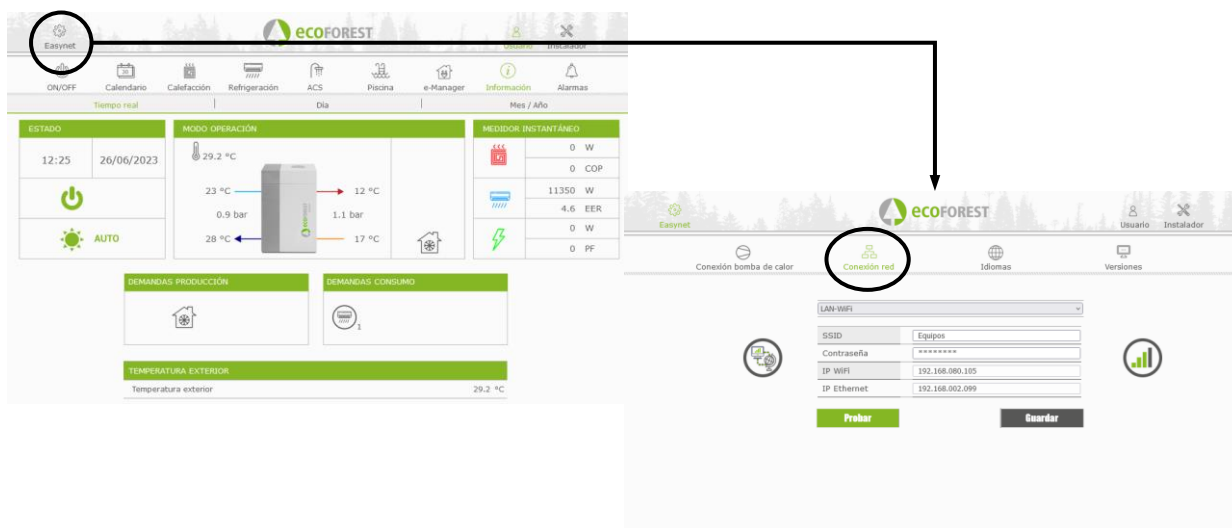 Easynet
ecoFOREST
Usuario
Instalador
ON/OFF
Calendario
Calefacción
Refrigeración
ACS
Piscina
e-Manager
Información
Alarmas
Tiempo real
Día
Mes / Año
ESTADO
12:25
26/06/2023
AUTO
MODO OPERACIÓN
29.2 °C
23 °C
12 °C
0.9 bar
1.1 bar
28 °C
17 °C
MEDIDOR INSTANTÁNEO
0 W
0 COP
11350 W
4.6 EER
0 W
0 PF
DEMANDAS PRODUCCIÓN
DEMANDAS CONSUMO
1
TEMPERATURA EXTERIOR
Temperatura exterior 29.2 °C
Easynet
ecoFOREST
Usuario
Instalador
Conexión bomba de calor
Conexión red
Idiomas
Versiones
LAN-WiFi
SSID Equipos
Contraseña ********
IP WiFi 192.168.080.105
IP Ethernet 192.168.002.099
Probar
Guardar